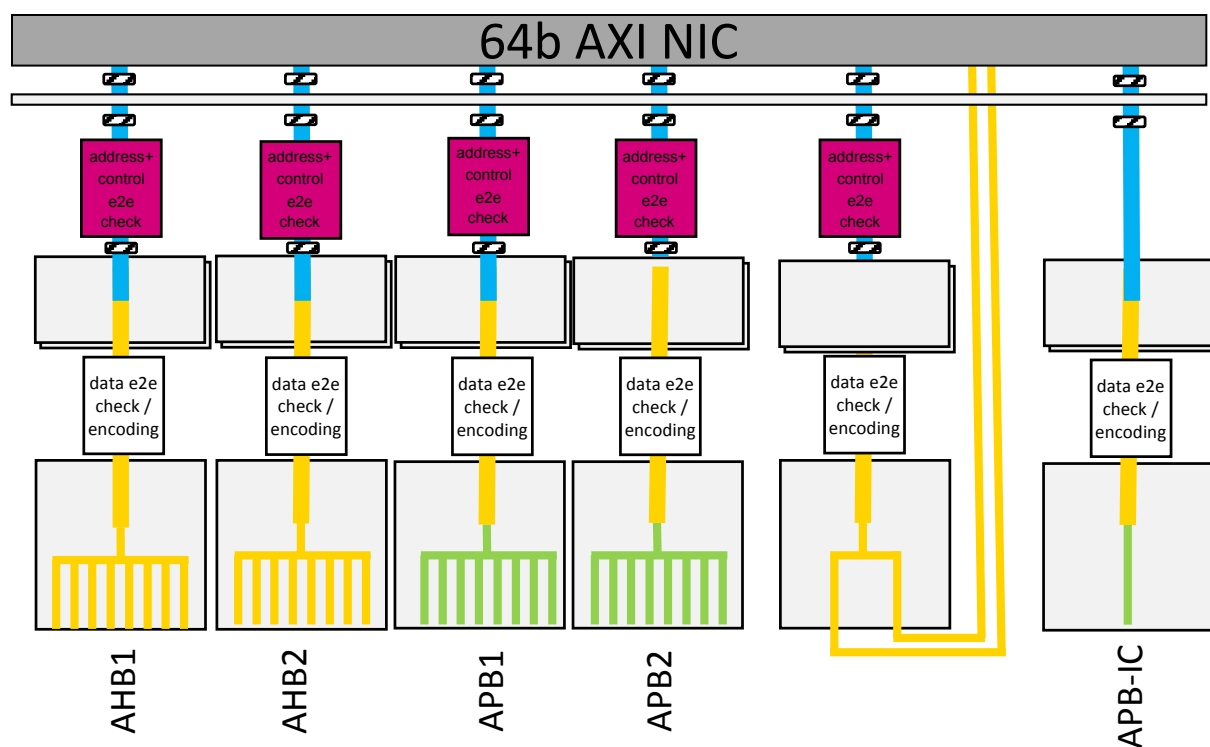 64b AXI NIC
address+
control
e2e
check
address+
control
e2e
check
address+
control
e2e
check
address+
control
e2e
check
address+
control
e2e
check
data e2e
check /
encoding
data e2e
check /
encoding
data e2e
check /
encoding
data e2e
check /
encoding
data e2e
check /
encoding
data e2e
check /
encoding
AHB1
AHB2
APB1
APB2
APB-IC